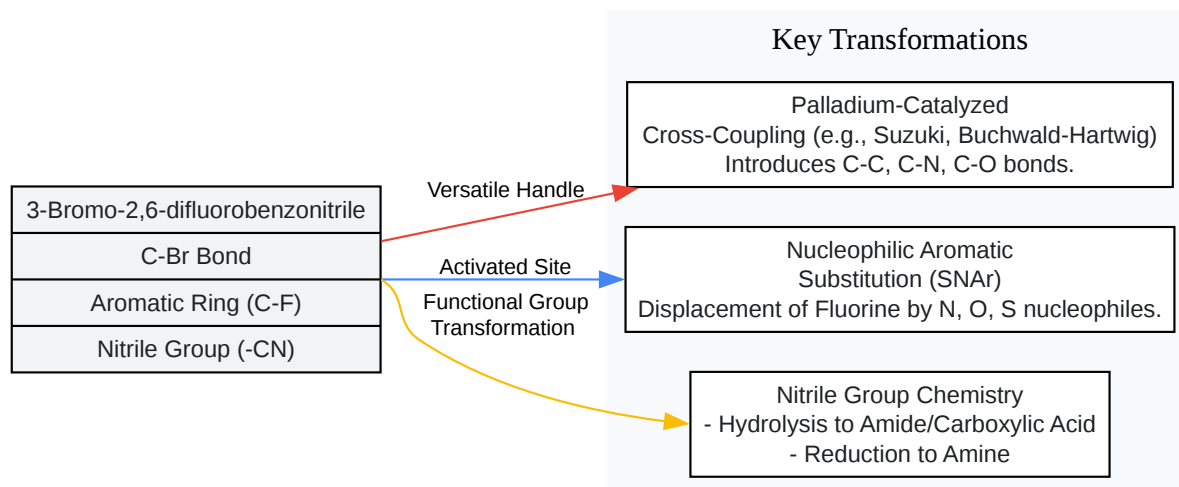 Key Transformations
Palladium-Catalyzed
Cross-Coupling (e.g., Suzuki, Buchwald-Hartwig)
Introduces C-C, C-N, C-O bonds.
Versatile Handle
3-Bromo-2,6-difluorobenzonitrile
C-Br Bond
Aromatic Ring (C-F)
Nitrile Group (-CN)
Activated Site
Nucleophilic Aromatic
Substitution (SNAr)
Displacement of Fluorine by N, O, S nucleophiles.
Functional Group
Transformation
Nitrile Group Chemistry
- Hydrolysis to Amide/Carboxylic Acid
- Reduction to Amine